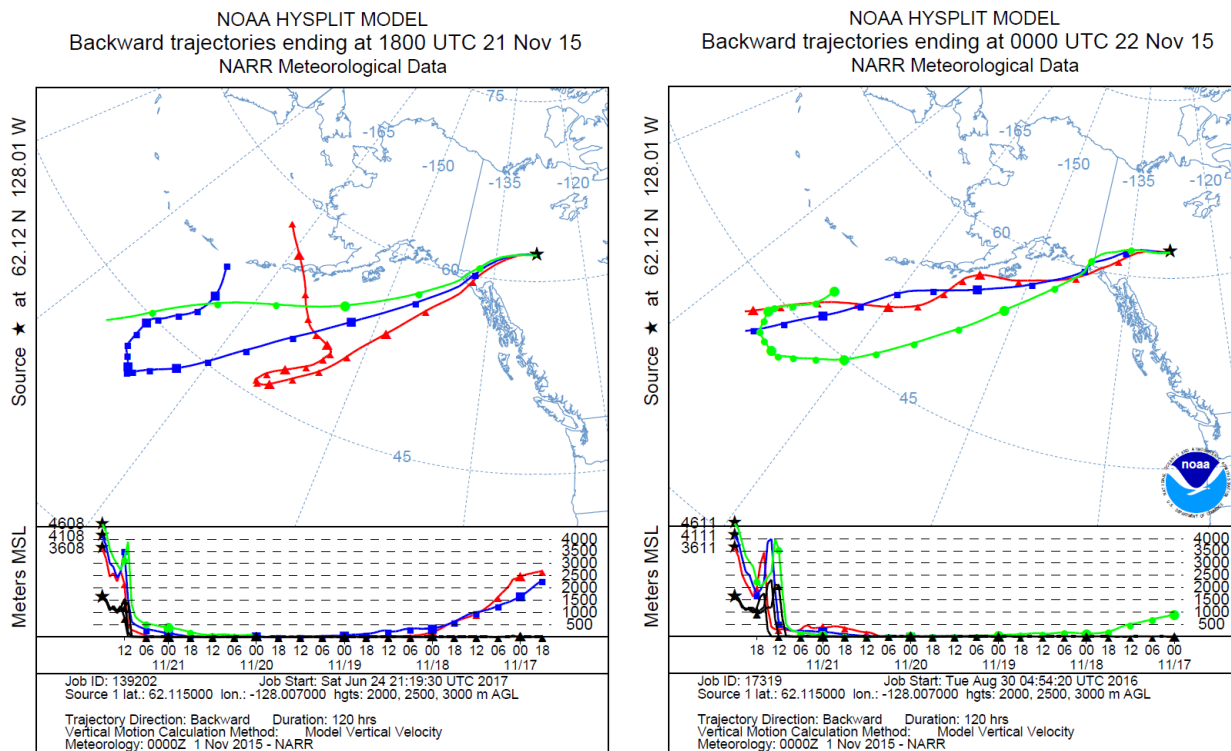 NOAA HYSPLIT MODEL
Backward trajectories ending at 1800 UTC 21 Nov 15
NARR Meteorological Data
Source ★ at 62.12 N 128.01 W
75
-165
-150
-135
-120
60
60
45
45
Meters MSL
4608
4108
3608
4000
3500
3000
2500
2000
1500
1000
500
12 06 00 18 12 06 00 18 12 06 00 18 12 06 00 18 12 06 00 18
11/21 11/20 11/19 11/18 11/17
Job ID: 139202 Job Start: Sat Jun 24 21:19:30 UTC 2017
Source 1 lat.: 62.115000 lon.: -128.007000 hgts: 2000, 2500, 3000 m AGL
Trajectory Direction: Backward Duration: 120 hrs
Vertical Motion Calculation Method: Model Vertical Velocity
Meteorology: 0000Z 1 Nov 2015 - NARR
NOAA HYSPLIT MODEL
Backward trajectories ending at 0000 UTC 22 Nov 15
NARR Meteorological Data
Source ★ at 62.12 N 128.01 W
75
-165
-150
-135
-120
60
45
45
noaa
Meters MSL
4611
4111
3611
4000
3500
3000
2500
2000
1500
1000
500
18 12 06 00 18 12 06 00 18 12 06 00 18 12 06 00 18 12 06 00
11/21 11/20 11/19 11/18 11/17
Job ID: 17319 Job Start: Tue Aug 30 04:54:20 UTC 2016
Source 1 lat.: 62.115000 lon.: -128.007000 hgts: 2000, 2500, 3000 m AGL
Trajectory Direction: Backward Duration: 120 hrs
Vertical Motion Calculation Method: Model Vertical Velocity
Meteorology: 0000Z 1 Nov 2015 - NARR